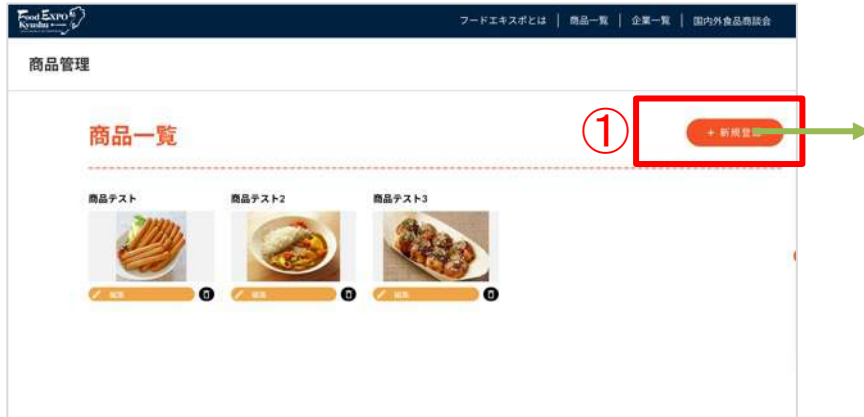 Food EXPO
Kyushu
フードエキスポとは | 商品一覧 | 企業一覧 | 国内外食品商談会
商品管理
商品一覧
①
+ 新規登録
商品テスト 商品テスト2 商品テスト3
編集 編集 編集